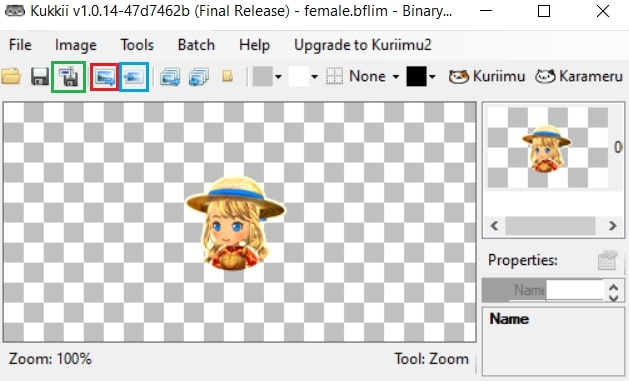 Kukkii v1.0.14-47d7462b (Final Release) - female.bflim - Binary...
File Image Tools Batch Help Upgrade to Kuriimu2
None Kuriimu Karameru
0
Properties:
Name
Name
Zoom: 100% Tool: Zoom